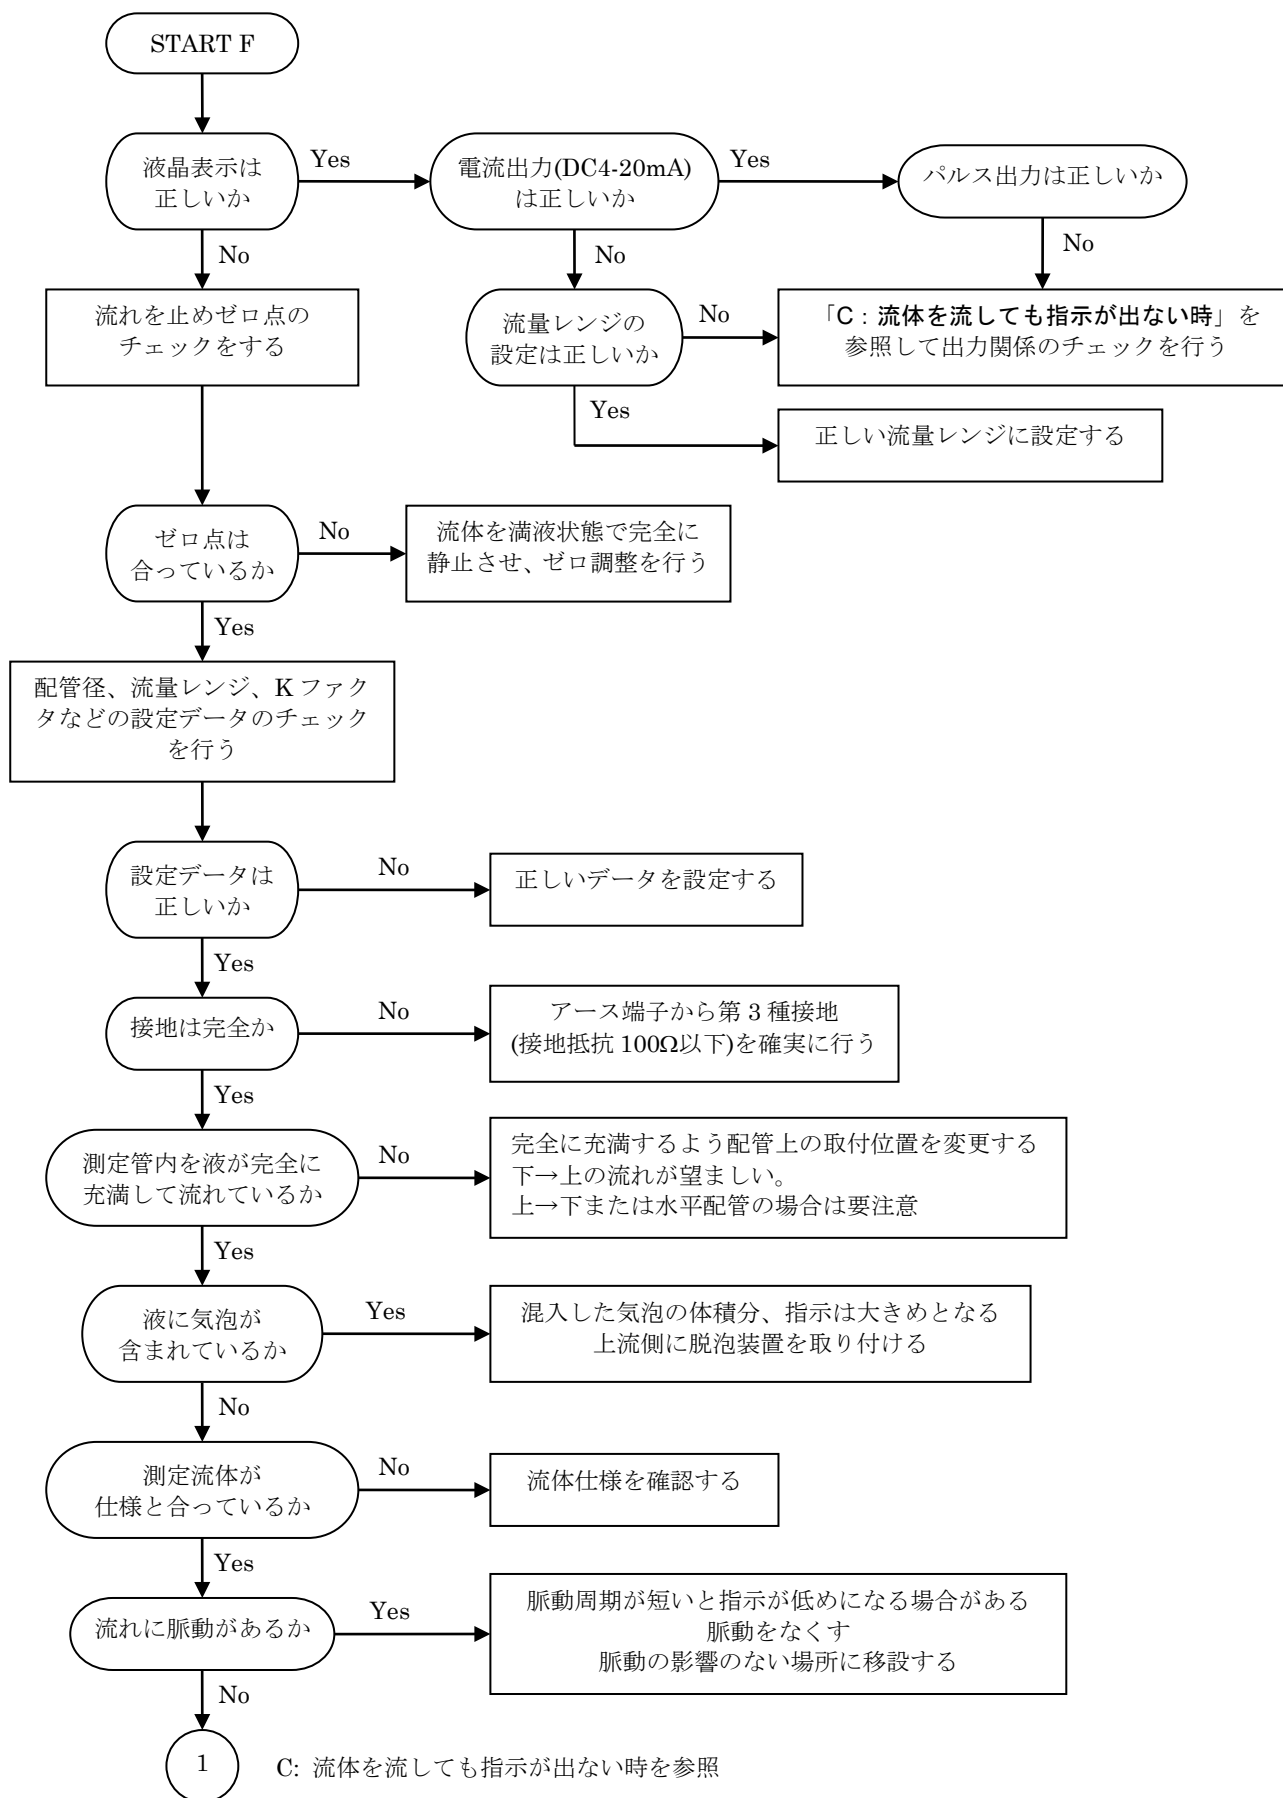 START F
液晶表示は
正しいか
Yes
電流出力(DC4-20mA)
は正しいか
Yes
パルス出力は正しいか
No
No
No
流れを止めゼロ点の
チェックをする
流量レンジの
設定は正しいか
No
「C：流体を流しても指示が出ない時」を
参照して出力関係のチェックを行う
Yes
正しい流量レンジに設定する
ゼロ点は
合っているか
No
流体を満液状態で完全に
静止させ、ゼロ調整を行う
Yes
配管径、流量レンジ、K ファク
タなどの設定データのチェック
を行う
設定データは
正しいか
No
正しいデータを設定する
Yes
接地は完全か
No
アース端子から第 3 種接地
(接地抵抗 100Ω以下)を確実に行う
Yes
測定管内を液が完全に
充満して流れているか
No
完全に充満するよう配管上の取付位置を変更する
下→上の流れが望ましい。
上→下または水平配管の場合は要注意
Yes
液に気泡が
含まれているか
Yes
混入した気泡の体積分、指示は大きめとなる
上流側に脱泡装置を取り付ける
No
測定流体が
仕様と合っているか
No
流体仕様を確認する
Yes
流れに脈動があるか
Yes
脈動周期が短いと指示が低めになる場合がある
脈動をなくす
脈動の影響のない場所に移設する
No
1
C: 流体を流しても指示が出ない時を参照